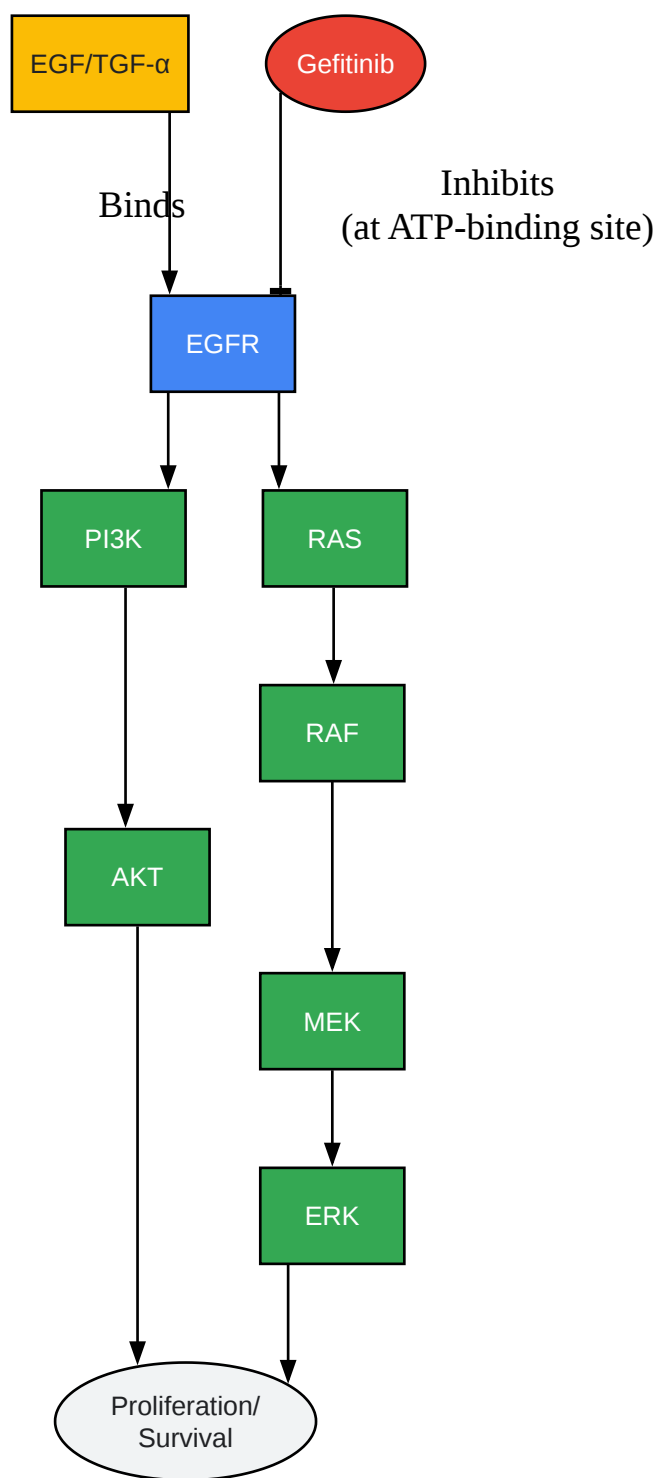 EGF/TGF-α
Gefitinib
Binds
Inhibits
(at ATP-binding site)
EGFR
PI3K
RAS
RAF
AKT
MEK
ERK
Proliferation/
Survival